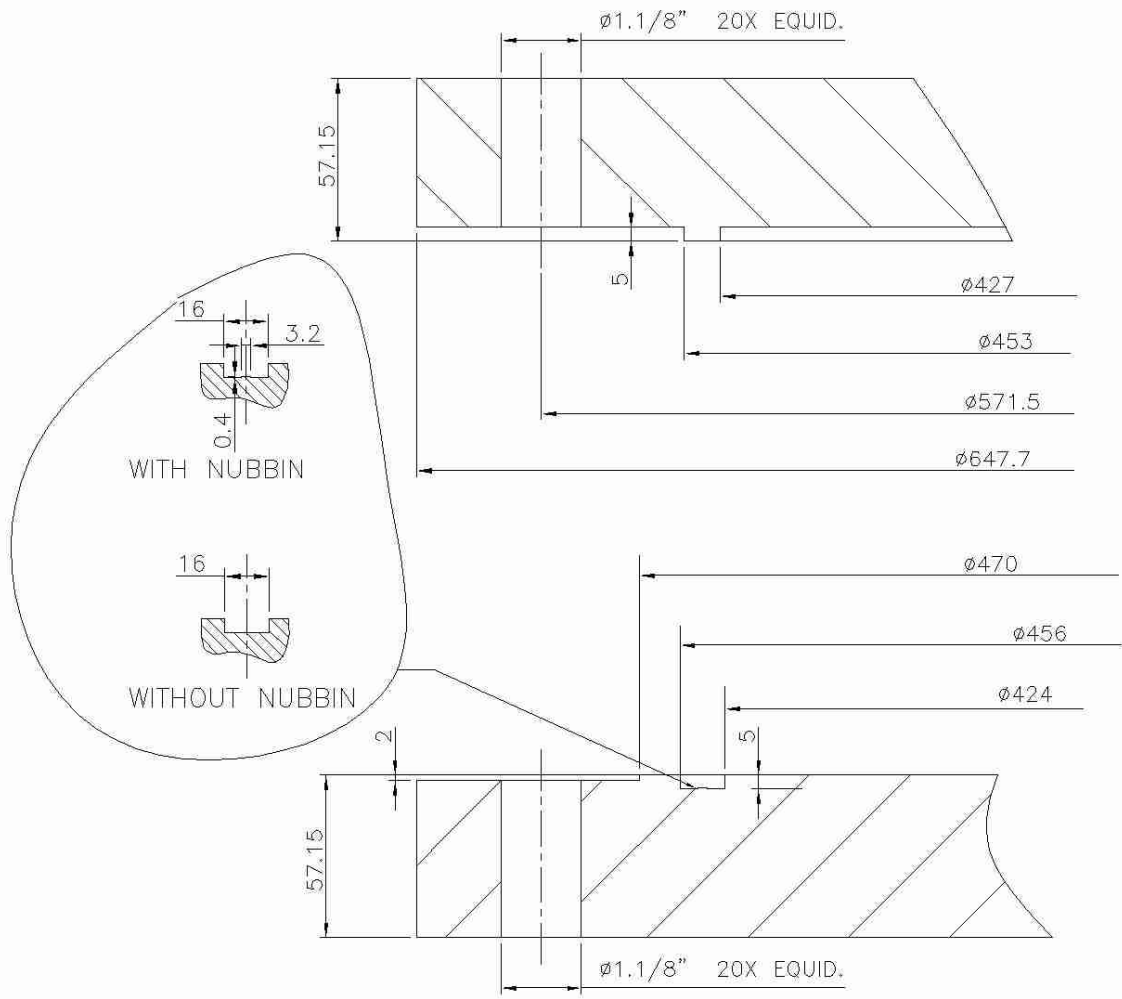 ø1.1/8" 20X EQUID.
57.15
5
ø427
16
3.2
ø453
ø571.5
0.4
WITH NUBBIN
ø647.7
16
ø470
ø456
WITHOUT NUBBIN
ø424
2
5
57.15
ø1.1/8" 20X EQUID.